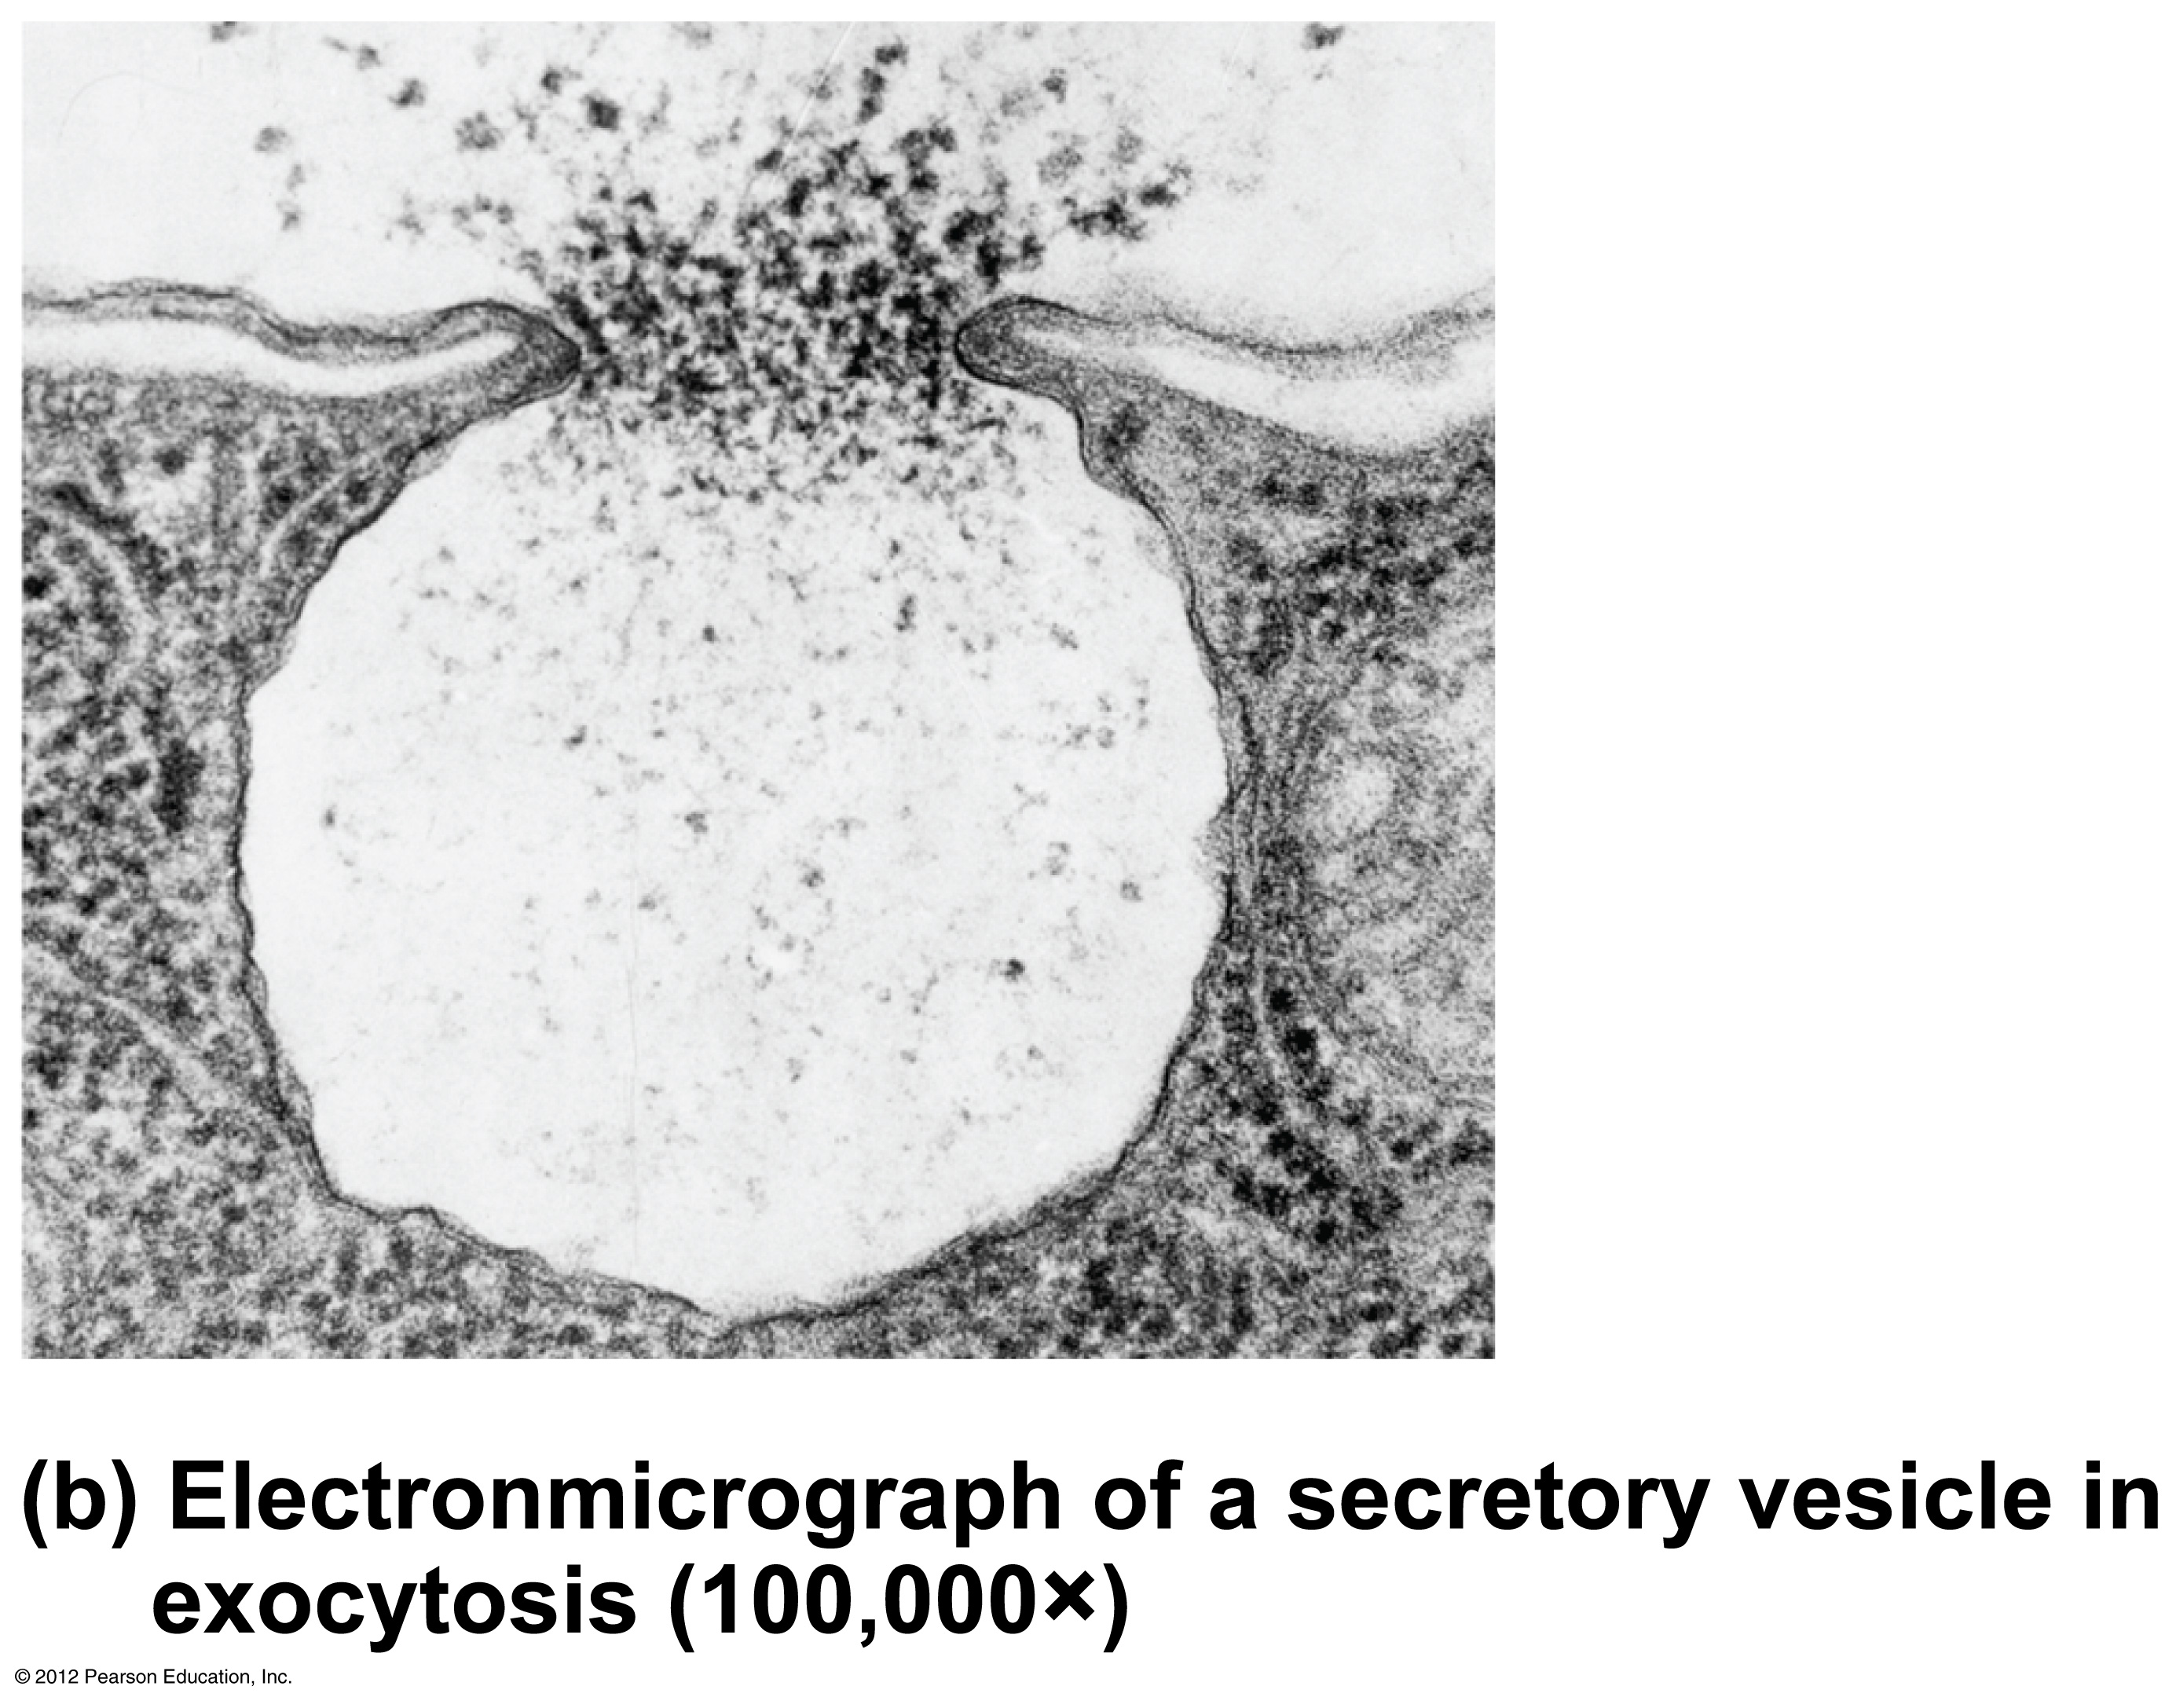 (b) Electronmicrograph of a secretory vesicle in
exocytosis (100,000×)
© 2012 Pearson Education, Inc.